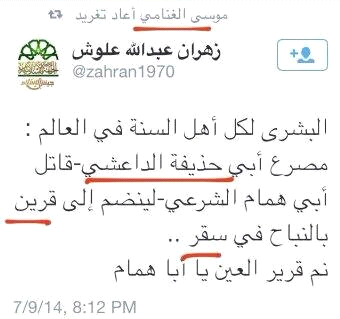 موسى الغنامي أعاد تغريد
زهران عبدالله علوش
@zahran1970
البشرى لكل أهل السنة في العالم :
مصرع أبي حذيفة الداعشي-قاتل
أبي همام الشرعي-لينضم إلى قرين
بالنباح في سقر ..
نم قرير العين يا أبا همام
7/9/14, 8:12 PM